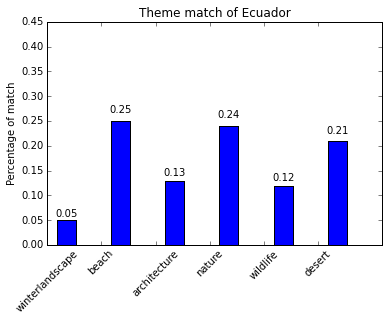 Theme match of Ecuador
Percentage of match
0.45
0.40
0.35
0.30
0.25
0.20
0.15
0.10
0.05
0.00
0.05
0.25
0.13
0.24
0.12
0.21
winterlandscape
beach
architecture
nature
wildlife
desert